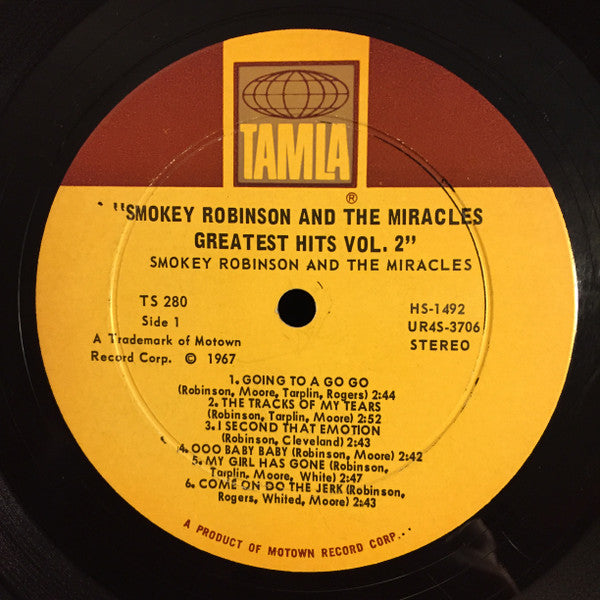 TAMLA
®
"SMOKEY ROBINSON AND THE MIRACLES
GREATEST HITS VOL. 2"
SMOKEY ROBINSON AND THE MIRACLES
TS 280
Side 1
A Trademark of Motown
Record Corp. © 1967
HS-1492
UR4S-3706
STEREO
1. GOING TO A GO GO
(Robinson, Moore, Tarplin, Rogers) 2:44
2. THE TRACKS OF MY TEARS
(Robinson, Tarplin, Moore) 2:52
3. I SECOND THAT EMOTION
(Robinson, Cleveland) 2:43
4. OOO BABY BABY (Robinson, Moore) 2:42
5. MY GIRL HAS GONE (Robinson,
Tarplin, Moore, White) 2:47
6. COME ON DO THE JERK (Robinson,
Rogers, Whited, Moore) 2:43
A PRODUCT OF MOTOWN RECORD CORP...